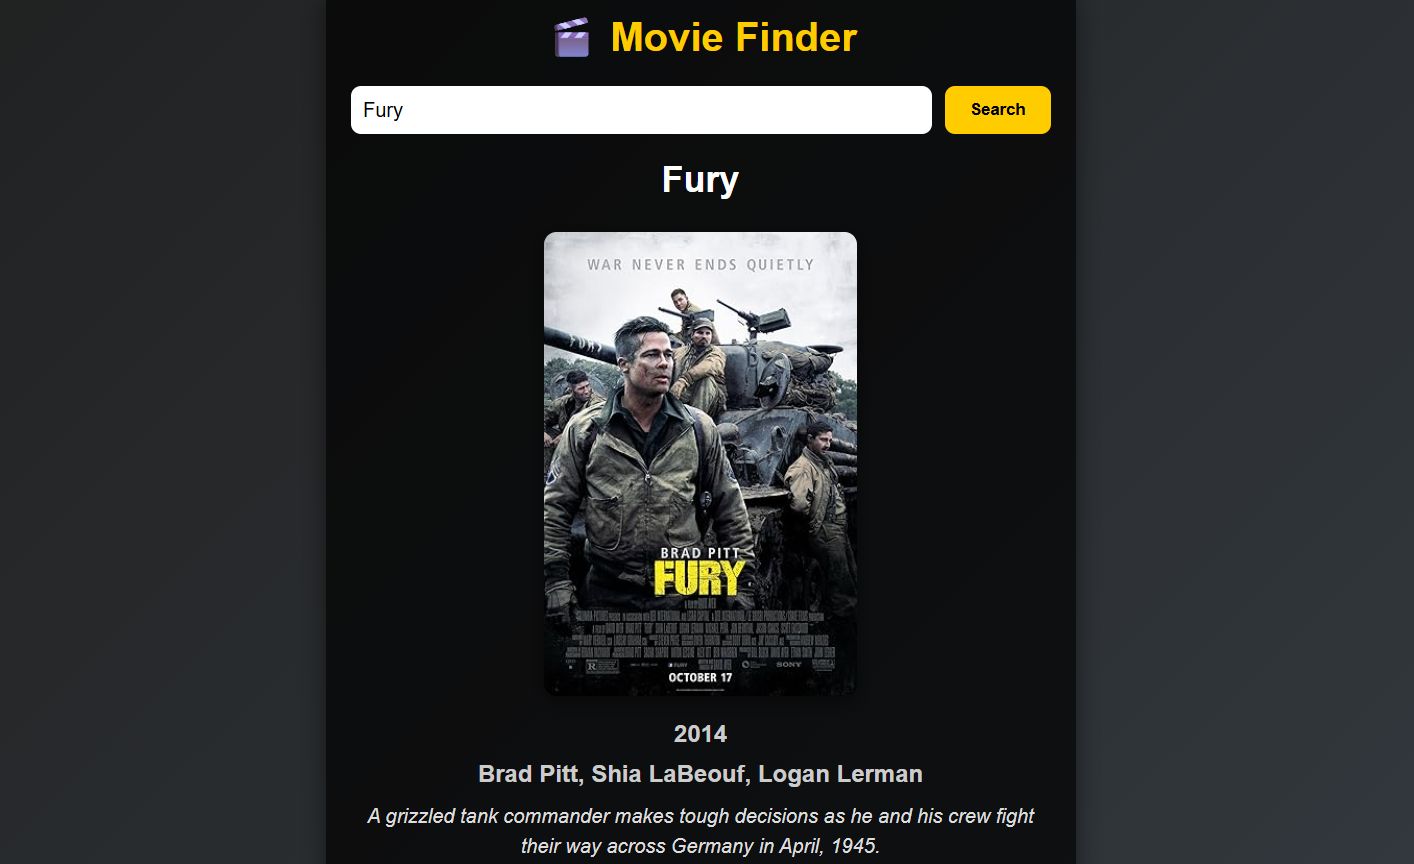 Movie Finder
Fury
Search
Fury
WAR NEVER ENDS QUIETLY
FURY
BRAD PITT
FURY
OCTOBER 17
2014
Brad Pitt, Shia LaBeouf, Logan Lerman
A grizzled tank commander makes tough decisions as he and his crew fight
their way across Germany in April, 1945.